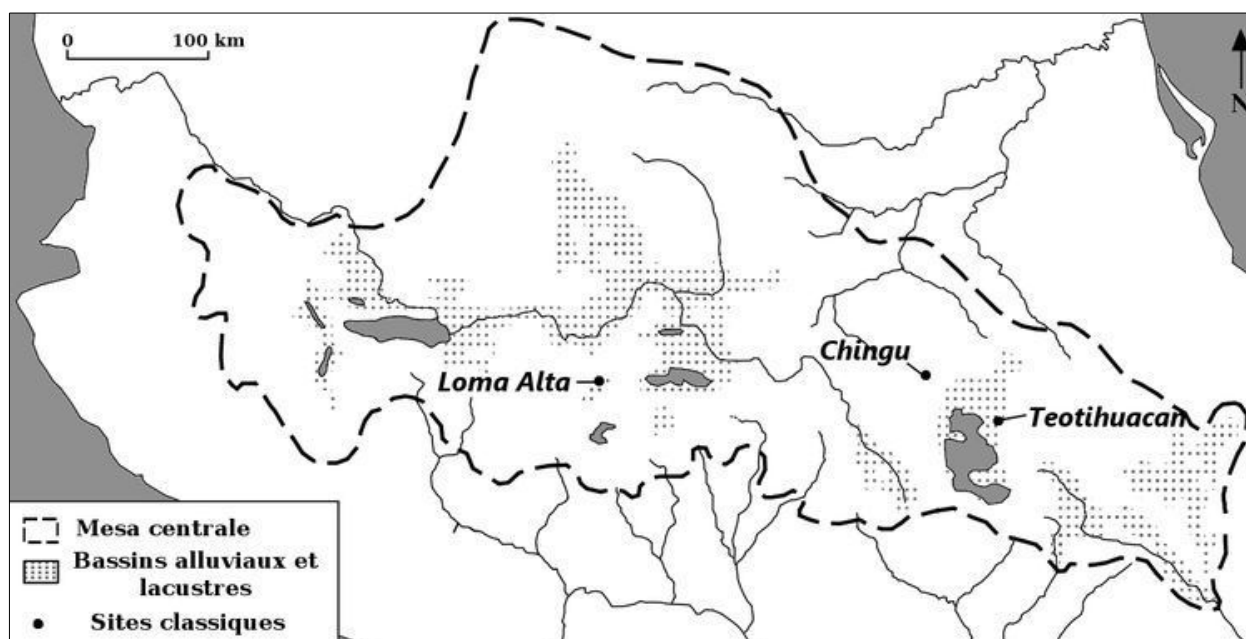 0 100 km
N
Chingu
Loma Alta
Teotihuacan
Mesa centrale
Bassins alluviaux et
lacustres
Sites classiques